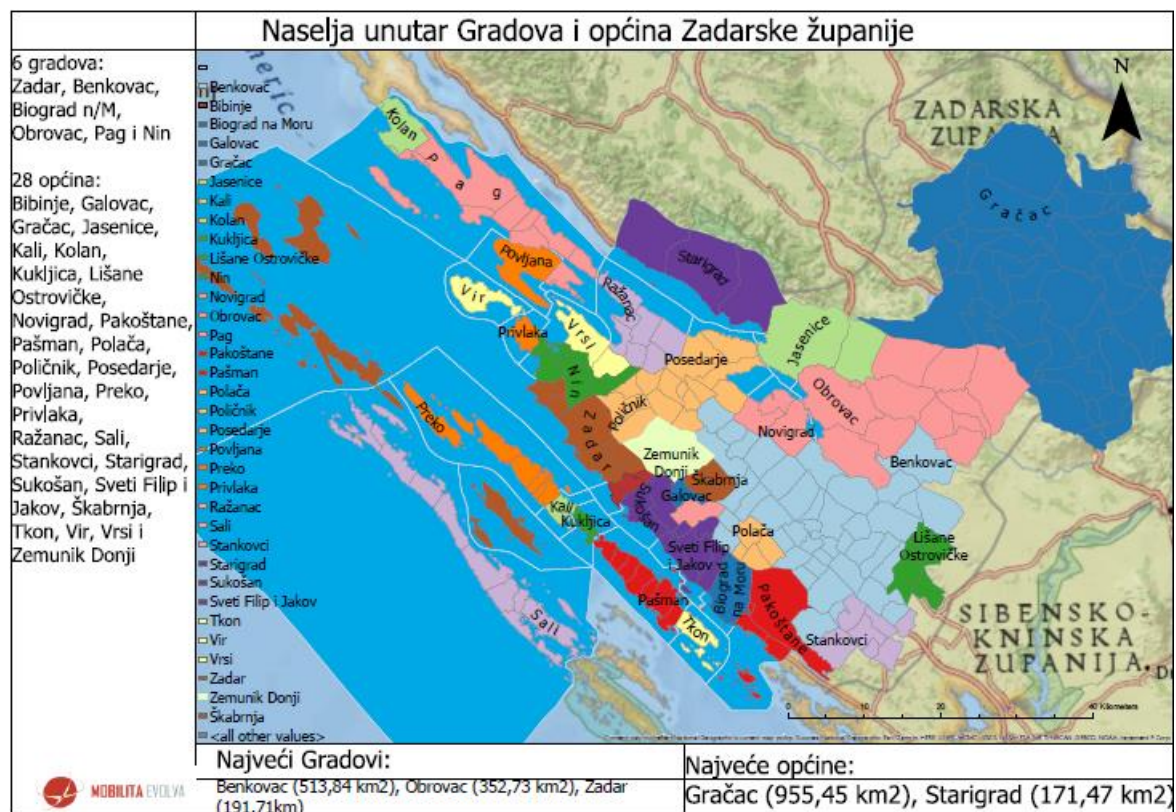 Naselja unutar Gradova i općina Zadarske županije
6 gradova:
Zadar, Benkovac,
Biograd n/M,
Obrovac, Pag i Nin
28 općina:
Bibinje, Galovac,
Gračac, Jasenice,
Kali, Kolan,
Kukljica, Lišane
Ostrovičke,
Novigrad, Pakoštane,
Pašman, Polača,
Poličnik, Posedarje,
Povljana, Preko,
Privlaka,
Ražanac, Sali,
Stankovci, Starigrad,
Sukošan, Sveti Filip i
Jakov, Škabrnja,
Tkon, Vir, Vrsi i
Zemunik Donji
Benkovac
Bibinje
Biograd na Moru
Galovac
Gračac
Jasenice
Kali
Kolan
Kukljica
Lišane Ostrovičke
Nin
Novigrad
Obrovac
Pag
Pakoštane
Pašman
Polača
Poličnik
Posedarje
Povljana
Preko
Privlaka
Ražanac
Sali
Stankovci
Starigrad
Sukošan
Sveti Filip i Jakov
Tkon
Vir
Vrsi
Zadar
Zemunik Donji
Škabrnja
<all other values>
N
ZADARSKA
ZUPANIJA
Kolan
Pag
Gračac
Povljana
Starigrad
Vir
Ražanac
Privlaka
Vrsi
Posedarje
Jasenice
Nin
Obrovac
Preko
Poličnik
Zadar
Novigrad
Zemunik
Donji
Benkovac
Škabrnja
Sukošan
Galovac
Kali
Kukljica
Polača
Lišane
Ostrovičke
Sveti Filip
i Jakov
Biograd
na Moru
Pašman
Pakoštane
Sali
Tkon
Stankovci
SIBENSKO-
KNINSKA
ZUPANIJA
0 10 20 40 Kilometers
MOBILITA EVOLVA
Najveći Gradovi:
Benkovac (513,84 km2), Obrovac (352,73 km2), Zadar
(191,71km)
Najveće općine:
Gračac (955,45 km2), Starigrad (171,47 km2)